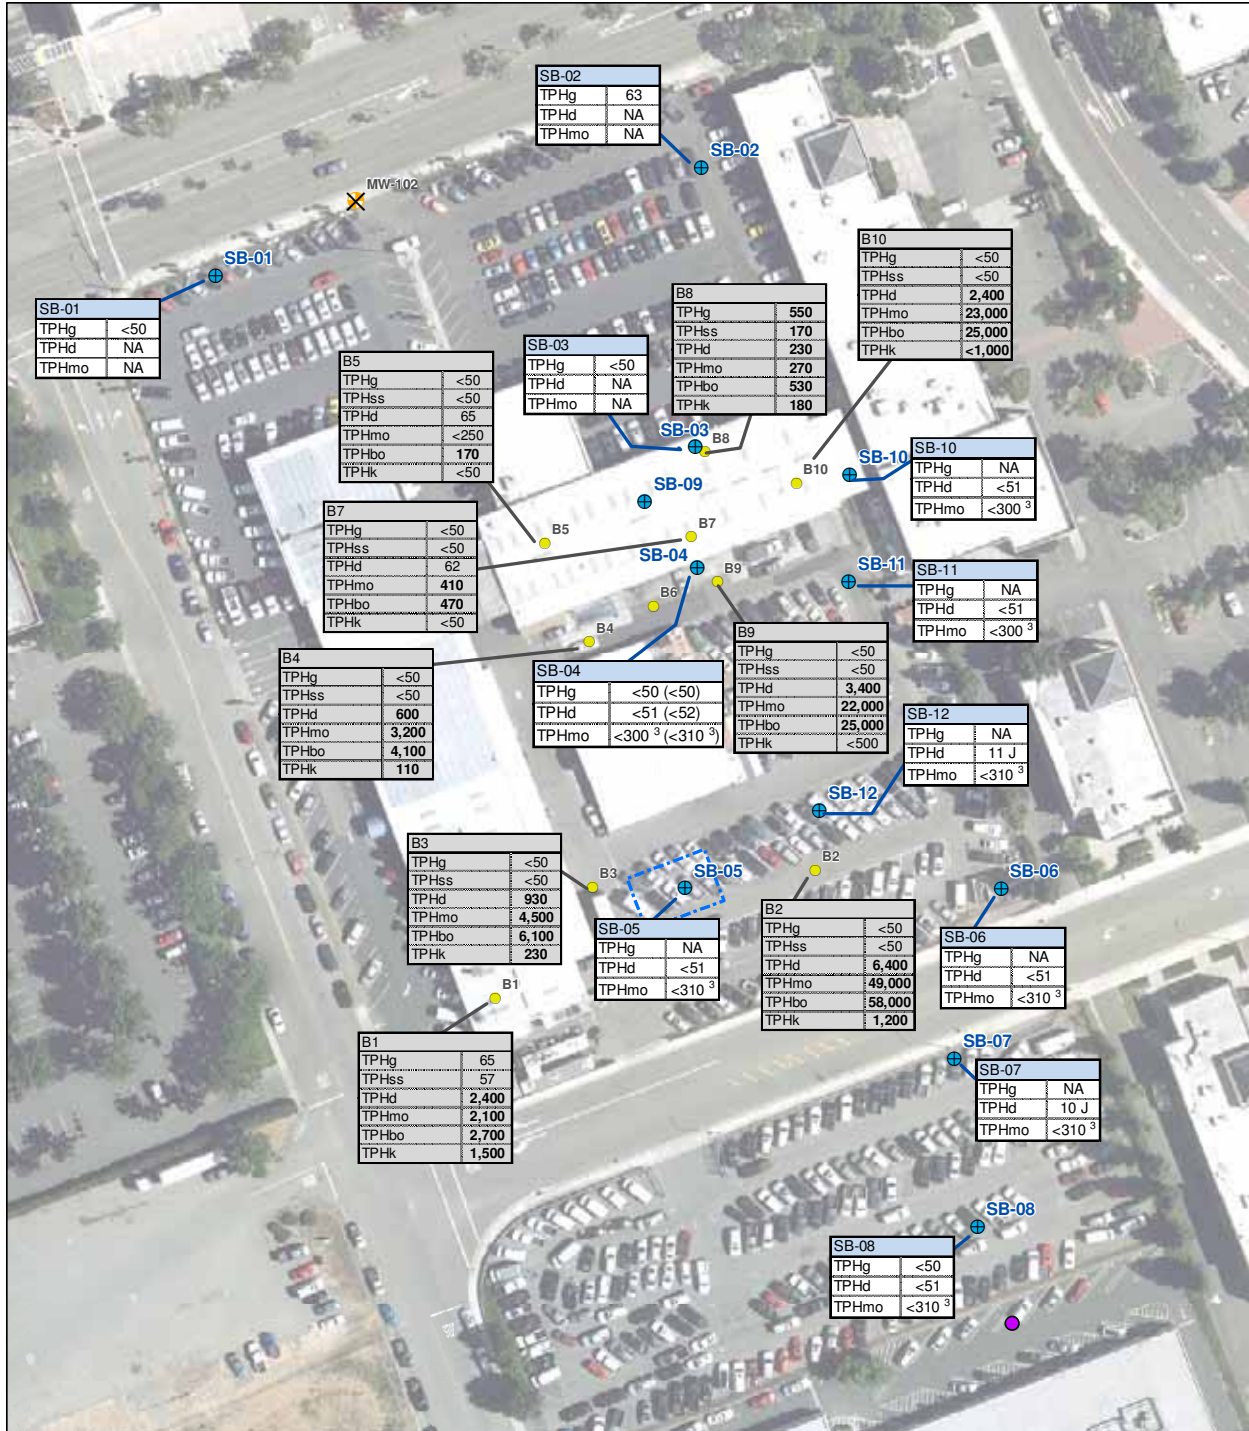 SB-02
TPHg 63
TPHd NA
TPHmo NA
SB-02
MW-102
SB-01
SB-01
TPHg <50
TPHd NA
TPHmo NA
B10
TPHg <50
TPHss <50
TPHd 2,400
TPHmo 23,000
TPHbo 25,000
TPHk <1,000
B8
TPHg 550
TPHss 170
TPHd 230
TPHmo 270
TPHbo 530
TPHk 180
SB-03
TPHg <50
TPHd NA
TPHmo NA
B5
TPHg <50
TPHss <50
TPHd 65
TPHmo <250
TPHbo 170
TPHk <50
SB-03
B8
B10
SB-10
SB-10
TPHg NA
TPHd <51
TPHmo <300 3
SB-09
B7
TPHg <50
TPHss <50
TPHd 62
TPHmo 410
TPHbo 470
TPHk <50
B5
B7
SB-04
B9
B6
B4
SB-11
SB-11
TPHg NA
TPHd <51
TPHmo <300 3
B4
TPHg <50
TPHss <50
TPHd 600
TPHmo 3,200
TPHbo 4,100
TPHk 110
SB-04
TPHg <50 (<50)
TPHd <51 (<52)
TPHmo <300 3 (<310 3)
B9
TPHg <50
TPHss <50
TPHd 3,400
TPHmo 22,000
TPHbo 25,000
TPHk <500
SB-12
TPHg NA
TPHd 11 J
TPHmo <310 3
SB-12
B3
TPHg <50
TPHss <50
TPHd 930
TPHmo 4,500
TPHbo 6,100
TPHk 230
B3
SB-05
B2
SB-06
SB-05
TPHg NA
TPHd <51
TPHmo <310 3
B2
TPHg <50
TPHss <50
TPHd 6,400
TPHmo 49,000
TPHbo 58,000
TPHk 1,200
SB-06
TPHg NA
TPHd <51
TPHmo <310 3
B1
B1
TPHg 65
TPHss 57
TPHd 2,400
TPHmo 2,100
TPHbo 2,700
TPHk 1,500
SB-07
SB-07
TPHg NA
TPHd 10 J
TPHmo <310 3
SB-08
SB-08
TPHg <50
TPHd <51
TPHmo <310 3